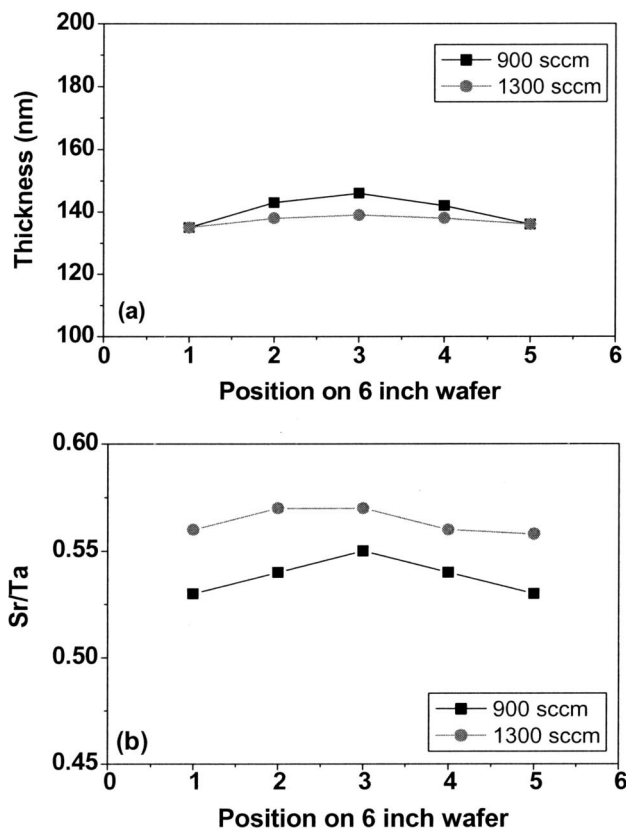 200
180
160
140
120
100
Thickness (nm)
900 sccm
1300 sccm
(a)
0 1 2 3 4 5 6
Position on 6 inch wafer
0.60
0.55
0.50
0.45
Sr/Ta
900 sccm
1300 sccm
(b)
0 1 2 3 4 5 6
Position on 6 inch wafer